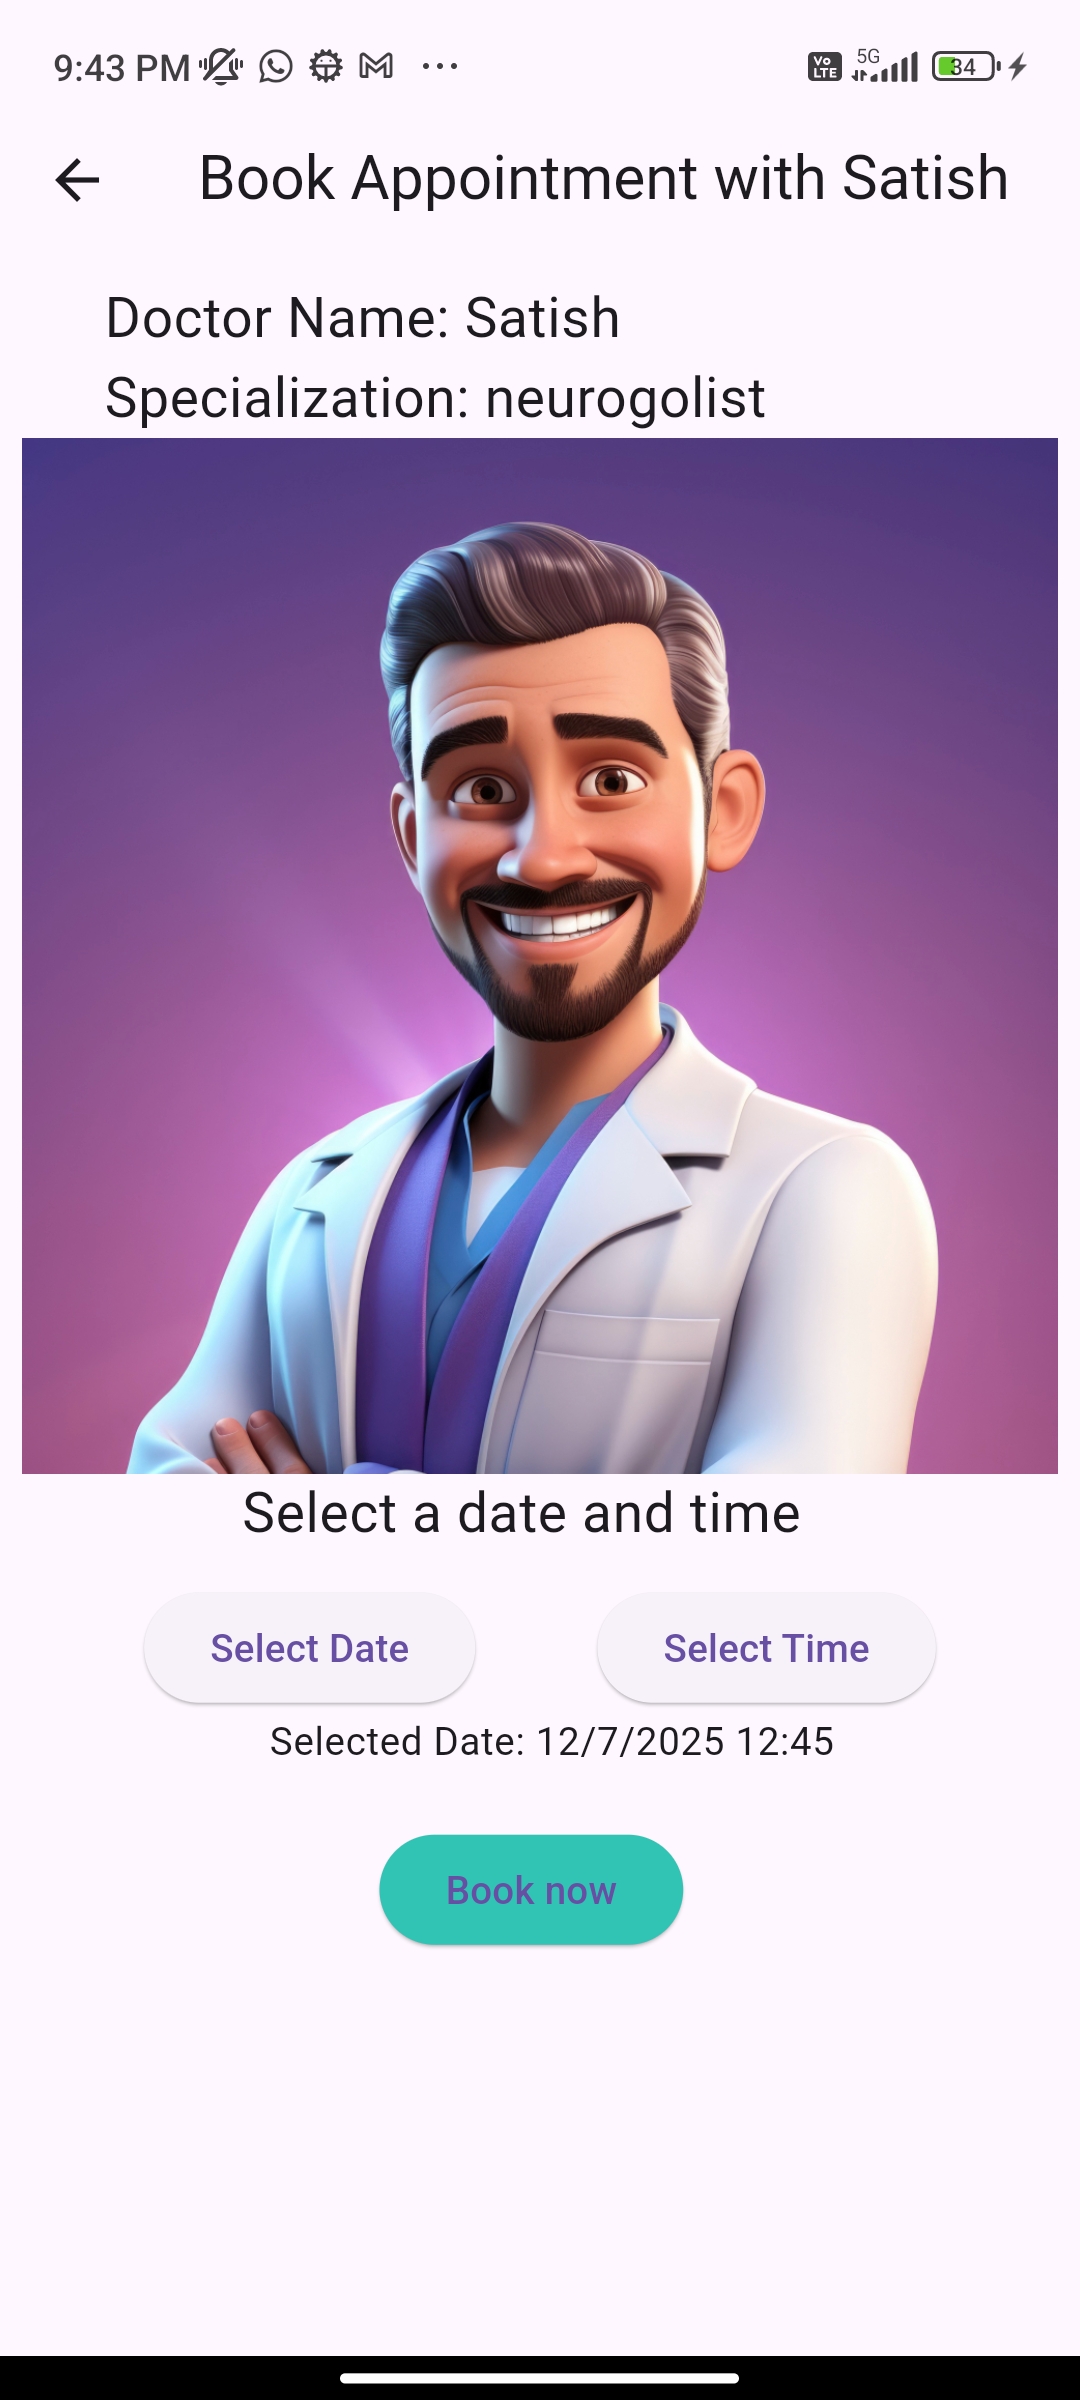 9:43 PM
Vo LTE 5G 34
Book Appointment with Satish
Doctor Name: Satish
Specialization: neurogolist
Select a date and time
Select Date Select Time
Selected Date: 12/7/2025 12:45
Book now